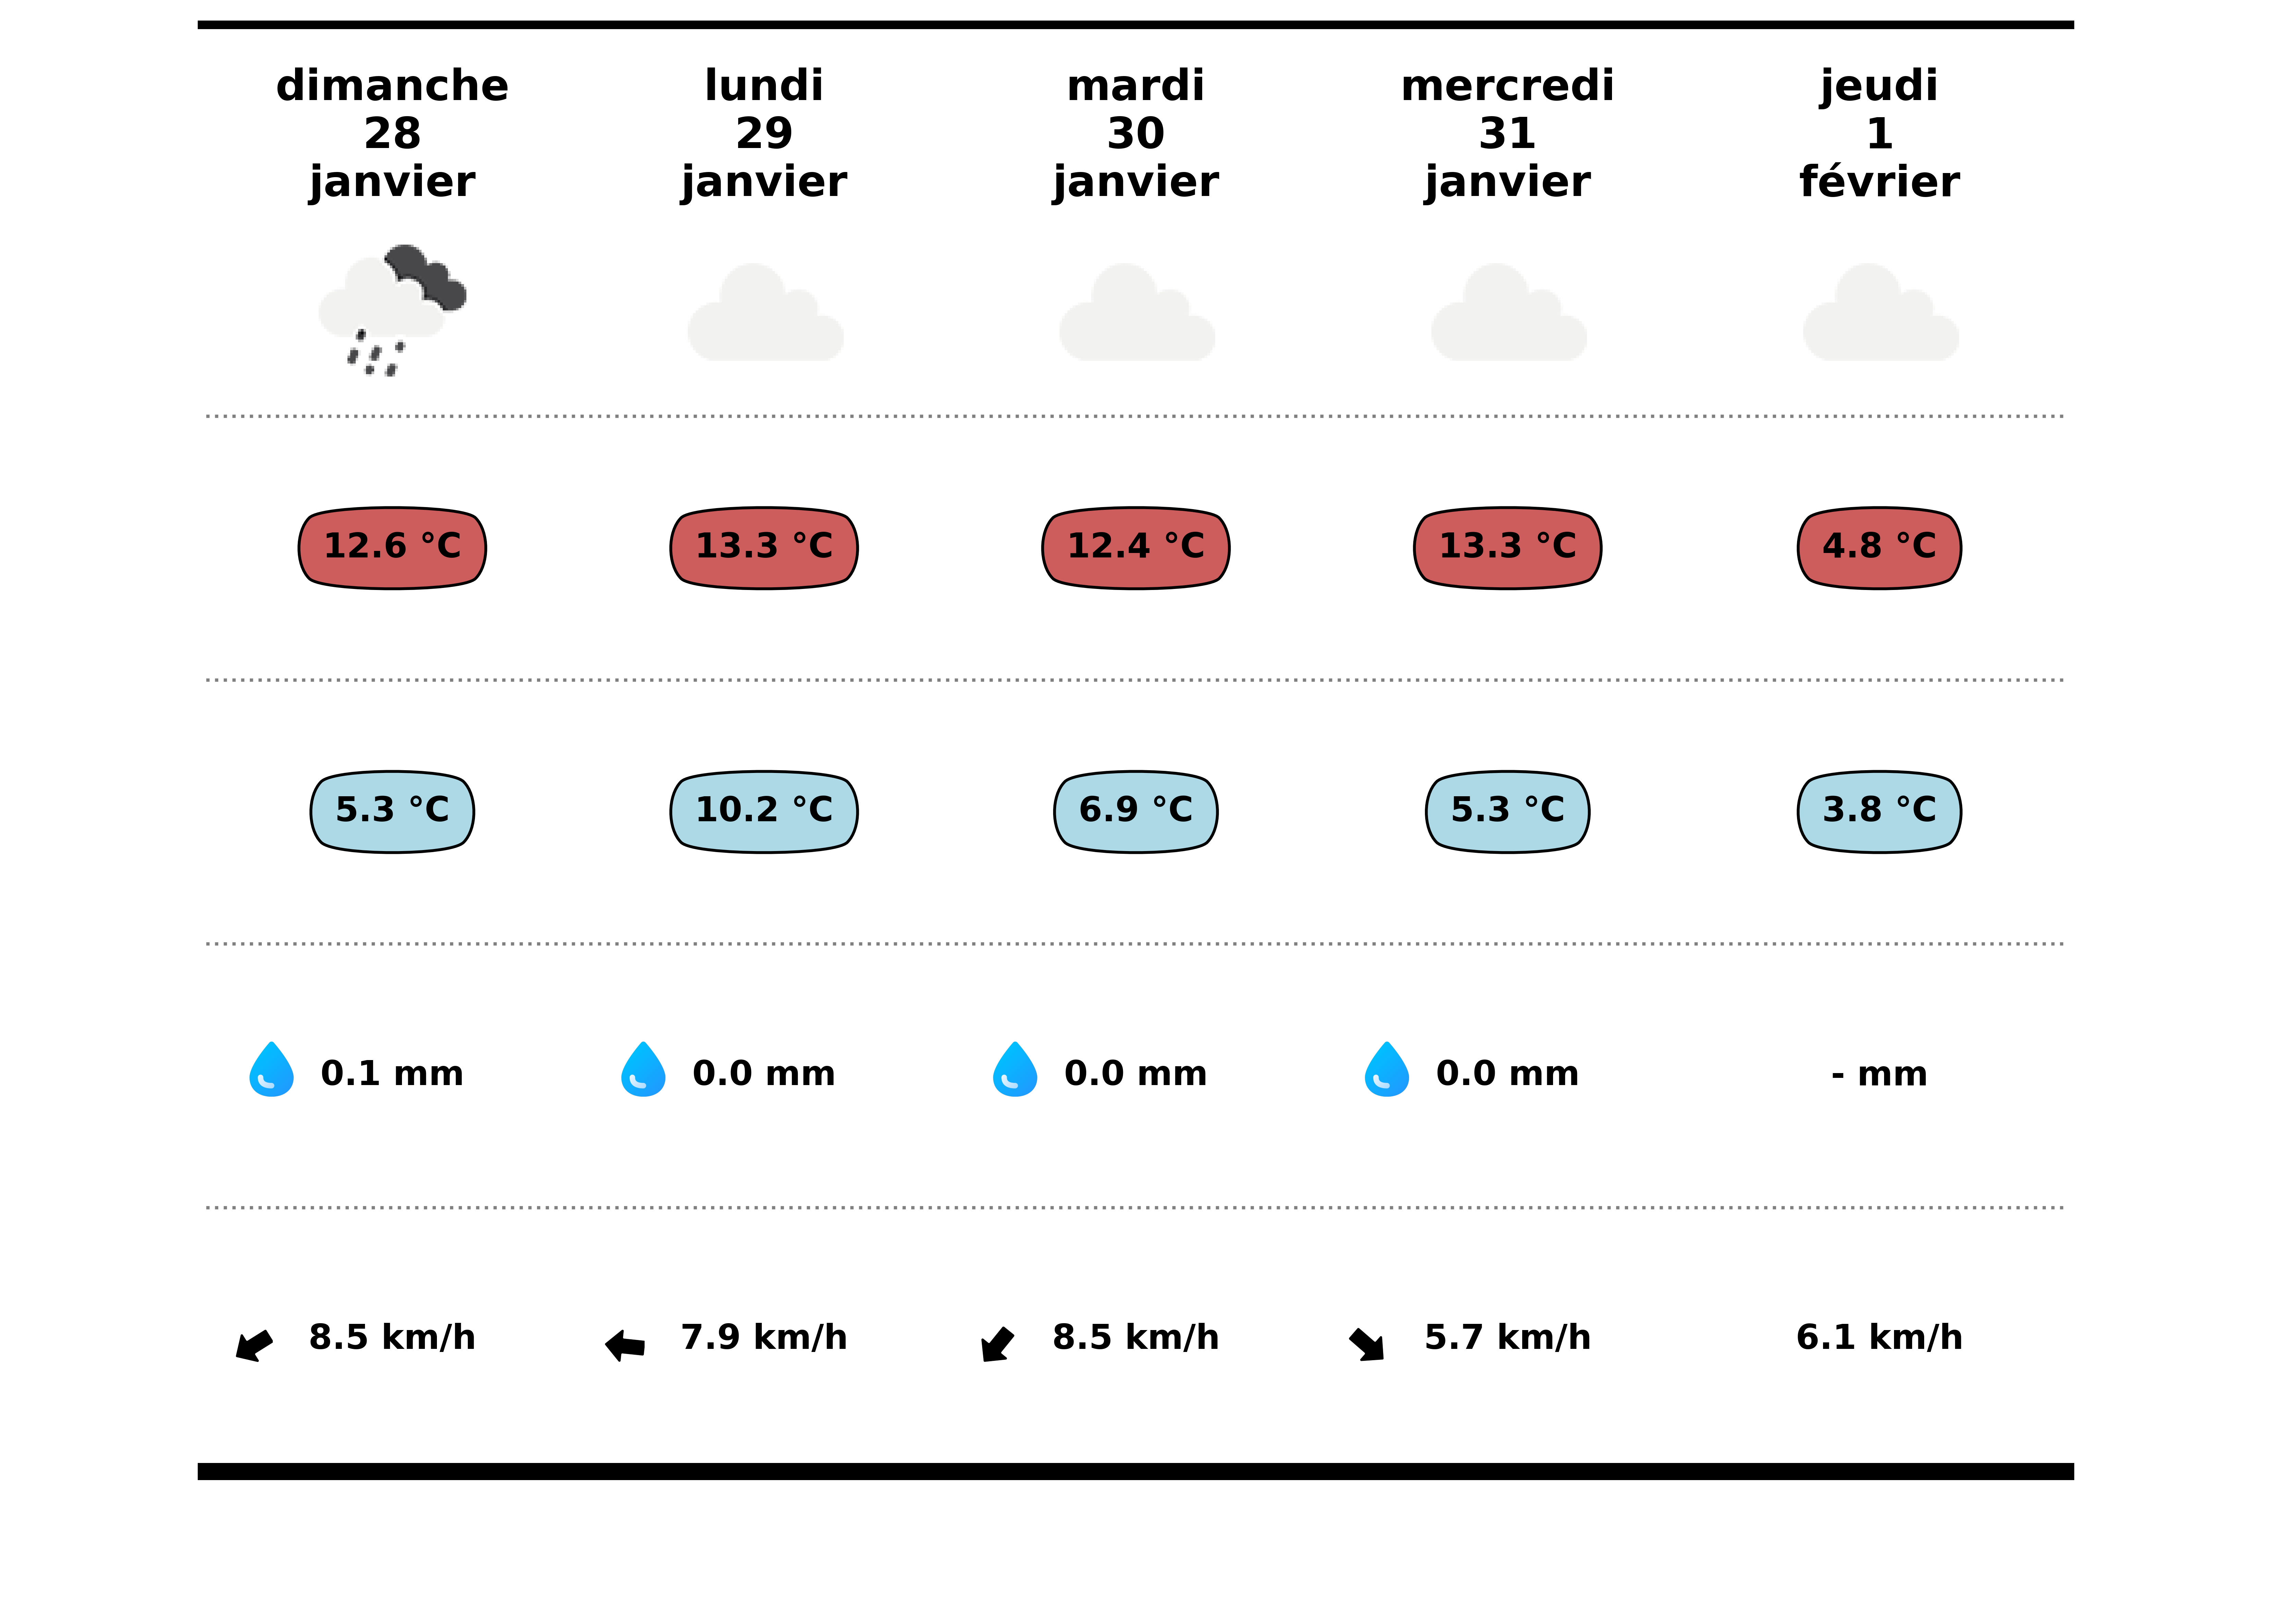 dimanche
28
janvier
lundi
29
janvier
mardi
30
janvier
mercredi
31
janvier
jeudi
1
février
12.6 °C
13.3 °C
12.4 °C
13.3 °C
4.8 °C
5.3 °C
10.2 °C
6.9 °C
5.3 °C
3.8 °C
0.1 mm
0.0 mm
0.0 mm
0.0 mm
- mm
8.5 km/h
7.9 km/h
8.5 km/h
5.7 km/h
6.1 km/h